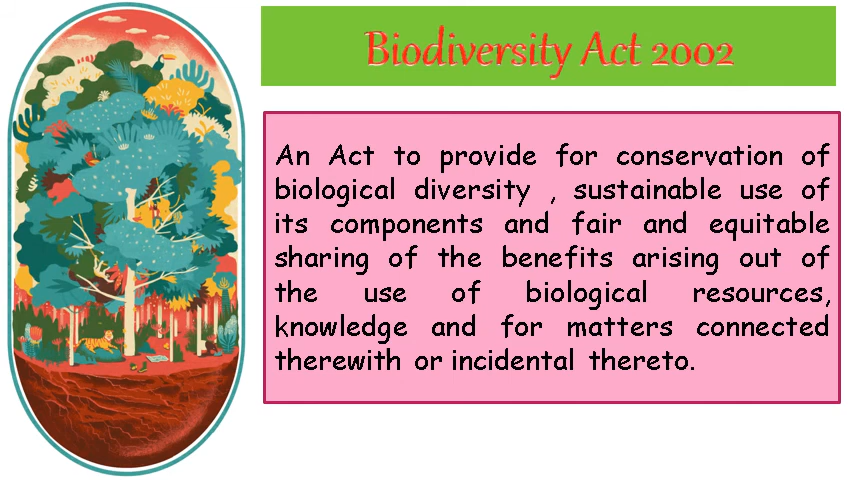 Biodiversity Act 2002
An Act to provide for conservation of
biological diversity , sustainable use of
its components and fair and equitable
sharing of the benefits arising out of
the use of biological resources,
knowledge and for matters connected
therewith or incidental thereto.